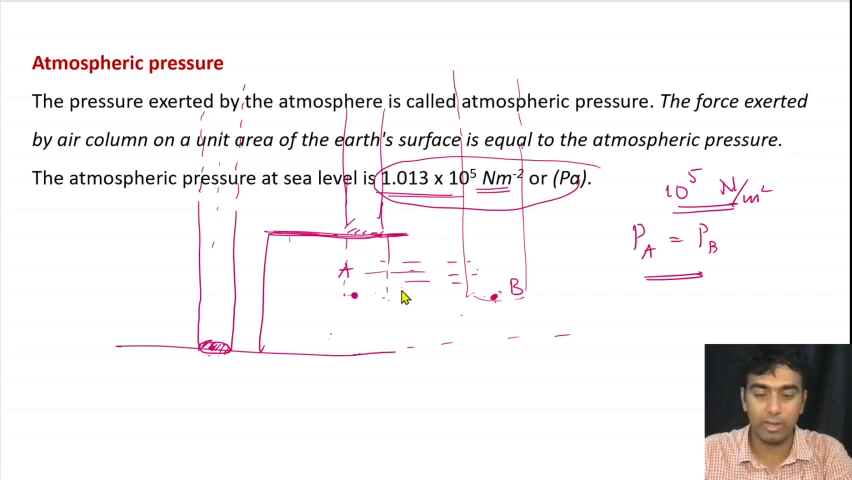 Atmospheric pressure
The pressure exerted by the atmosphere is called atmospheric pressure. The force exerted
by air column on a unit area of the earth's surface is equal to the atmospheric pressure.
The atmospheric pressure at sea level is 1.013 x 10⁵ Nm⁻² or (Pa).
10⁵ N/m²
P_A = P_B
A
B